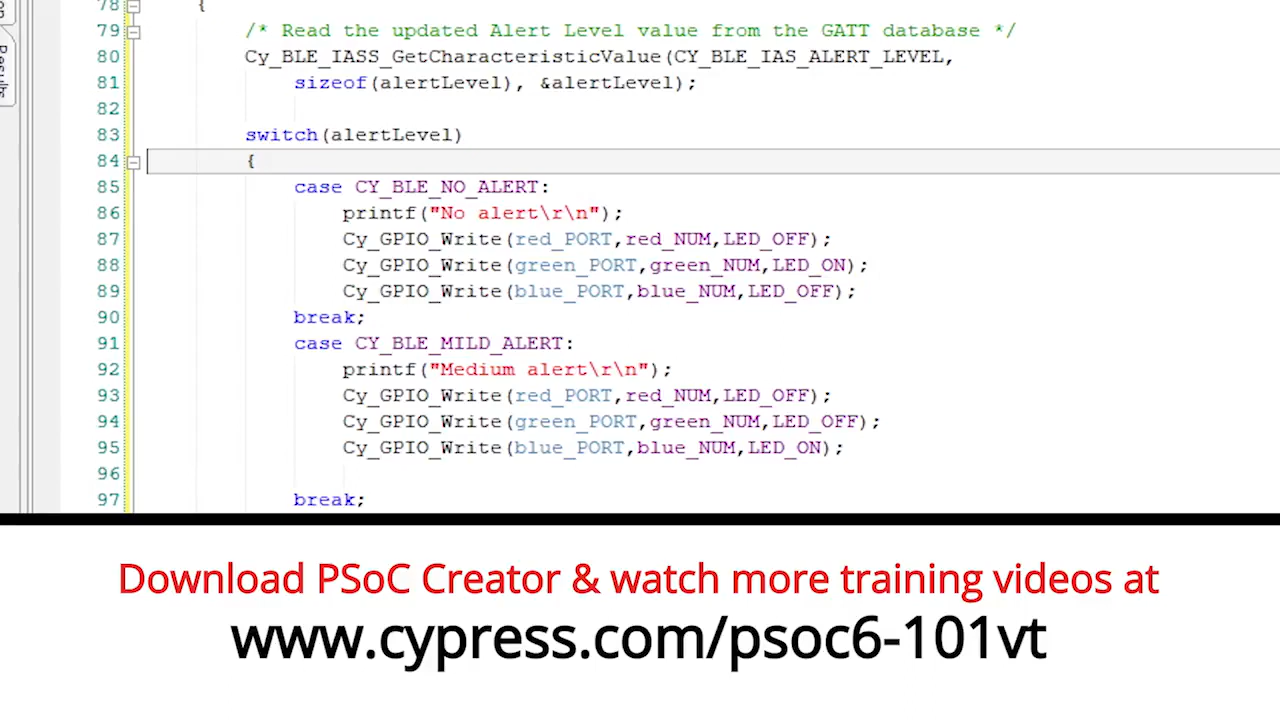 78 {
79 /* Read the updated Alert Level value from the GATT database */
80 Cy_BLE_IASS_GetCharacteristicValue(CY_BLE_IAS_ALERT_LEVEL,
81 sizeof(alertLevel), &alertLevel);
82
83 switch(alertLevel)
84 {
85 case CY_BLE_NO_ALERT:
86 printf("No alert\r\n");
87 Cy_GPIO_Write(red_PORT,red_NUM,LED_OFF);
88 Cy_GPIO_Write(green_PORT,green_NUM,LED_ON);
89 Cy_GPIO_Write(blue_PORT,blue_NUM,LED_OFF);
90 break;
91 case CY_BLE_MILD_ALERT:
92 printf("Medium alert\r\n");
93 Cy_GPIO_Write(red_PORT,red_NUM,LED_OFF);
94 Cy_GPIO_Write(green_PORT,green_NUM,LED_OFF);
95 Cy_GPIO_Write(blue_PORT,blue_NUM,LED_ON);
96
97 break;
Results
Download PSoC Creator & watch more training videos at
www.cypress.com/psoc6-101vt